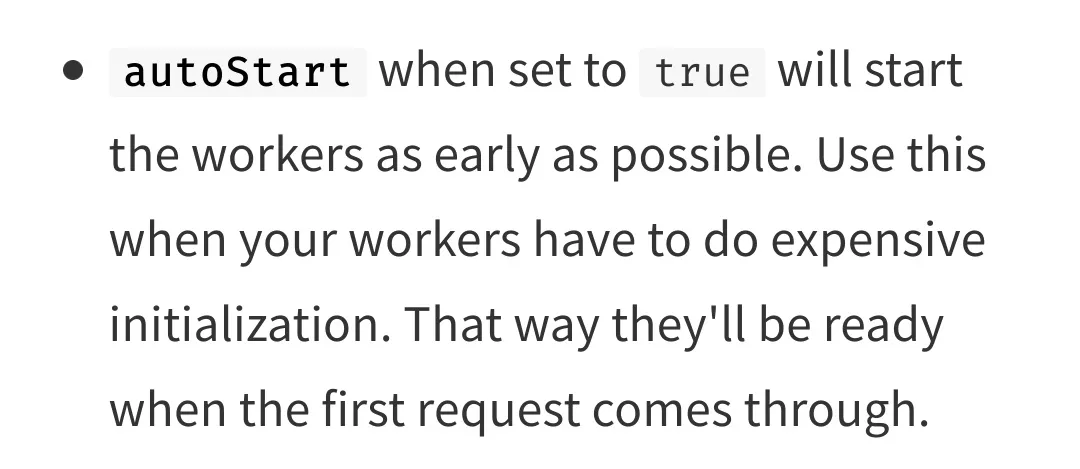 • autoStart when set to true will start
the workers as early as possible. Use this
when your workers have to do expensive
initialization. That way they'll be ready
when the first request comes through.